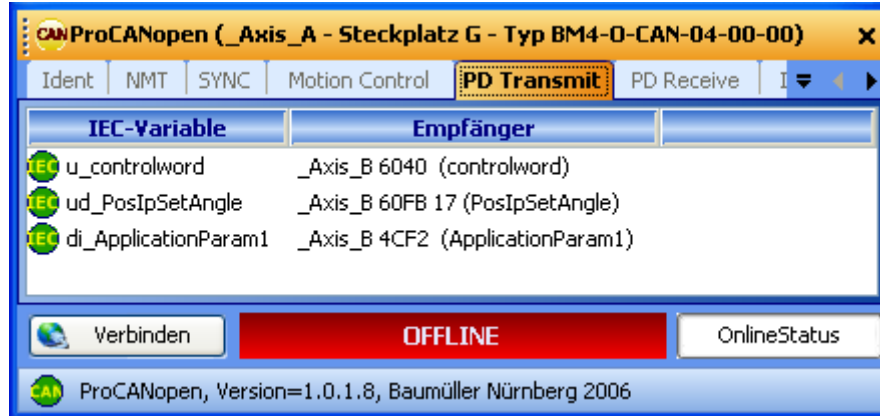 CAN ProCANopen (_Axis_A - Steckplatz G - Typ BM4-O-CAN-04-00-00)
Ident NMT SYNC Motion Control PD Transmit PD Receive
IEC-Variable Empfänger
IEC u_controlword _Axis_B 6040 (controlword)
IEC ud_PosIpSetAngle _Axis_B 60FB 17 (PosIpSetAngle)
IEC di_ApplicationParam1 _Axis_B 4CF2 (ApplicationParam1)
Verbinden OFFLINE OnlineStatus
CAN ProCANopen, Version=1.0.1.8, Baumüller Nürnberg 2006